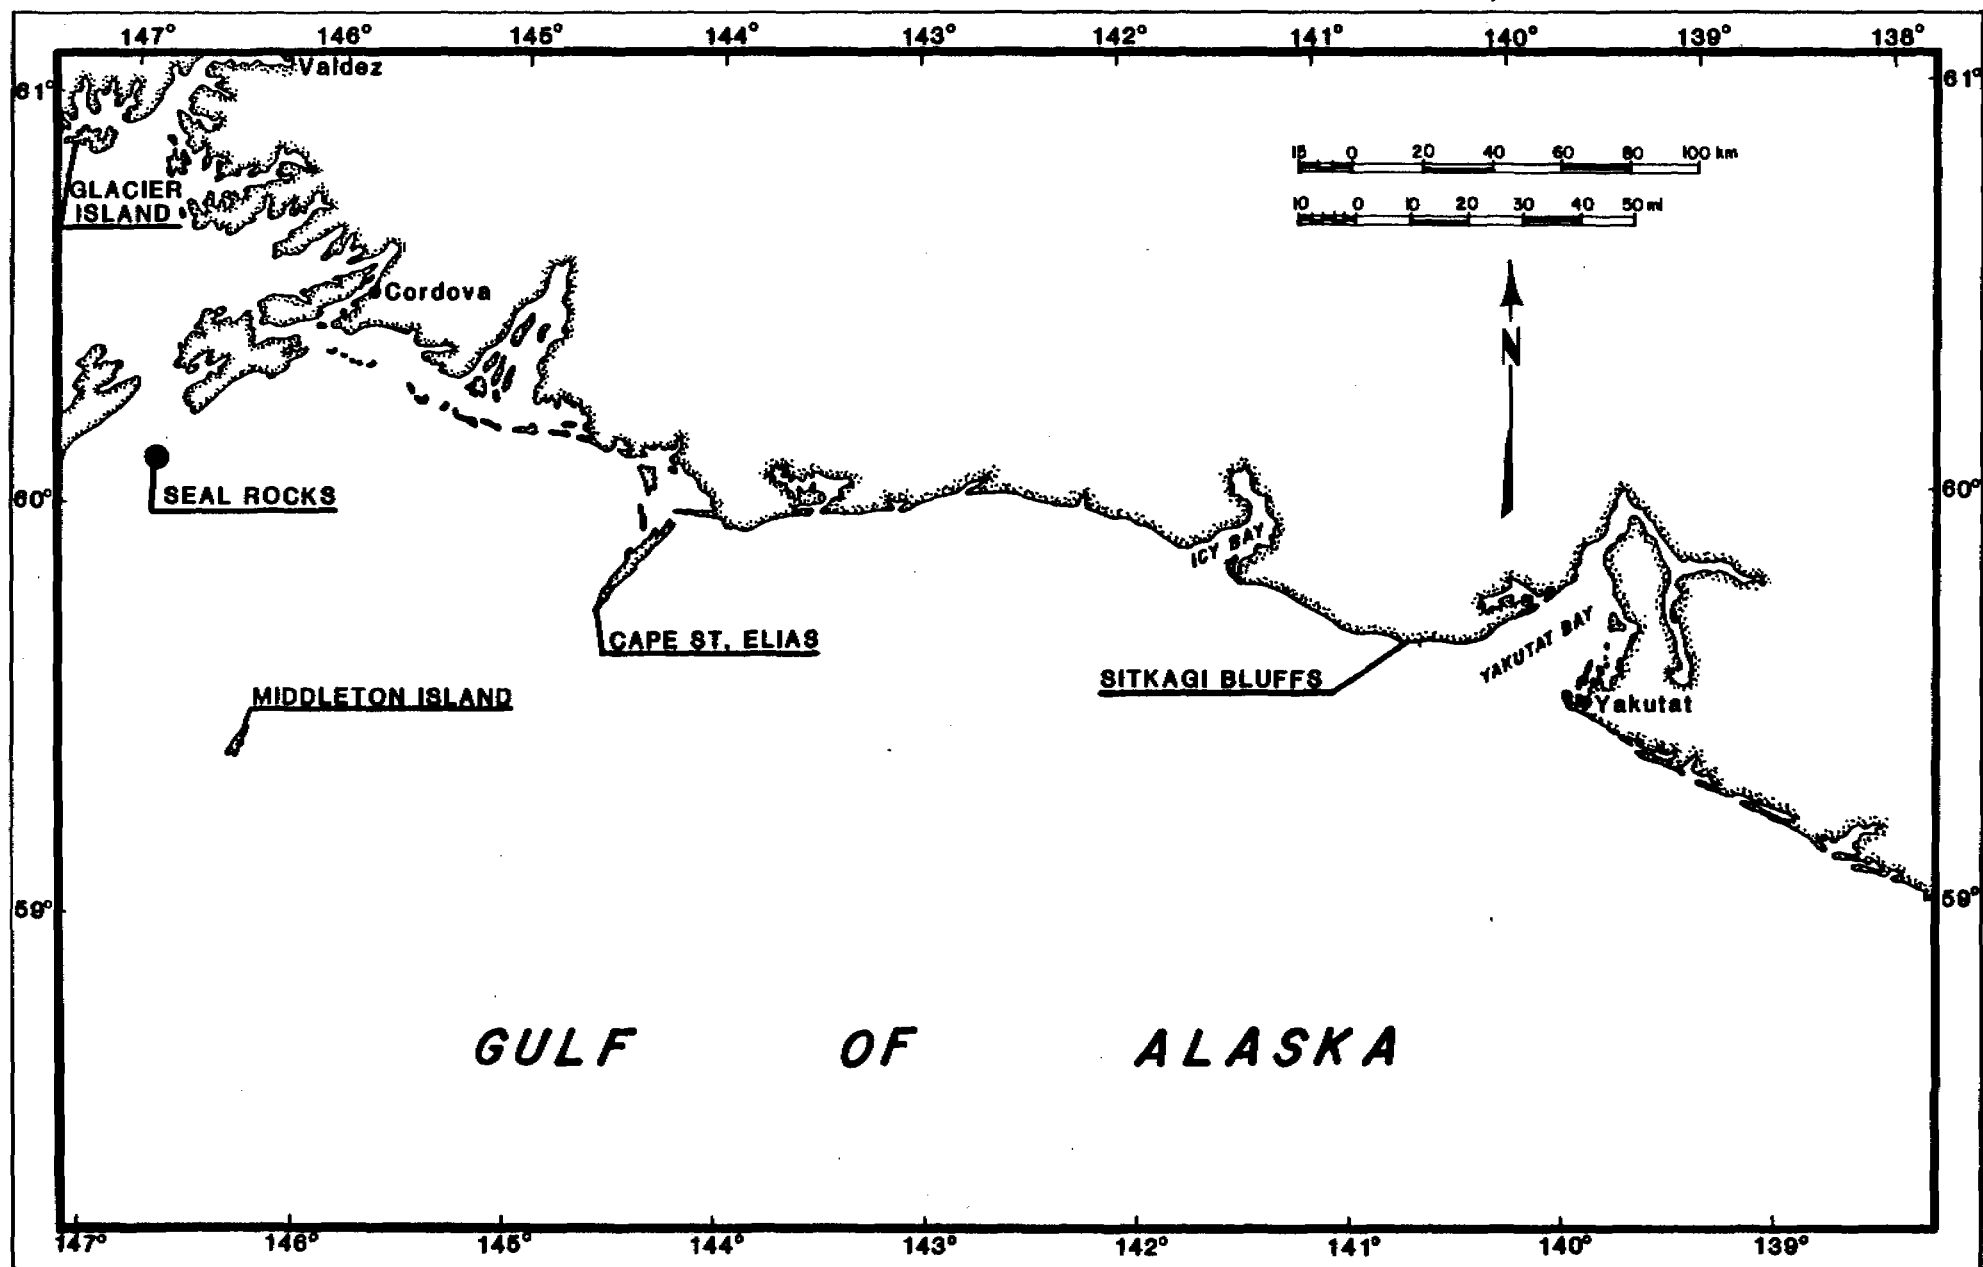 147° 146° 145° 144° 143° 142° 141° 140° 139° 138°
Valdez
61° 61°
15 0 20 40 60 80 100 km
GLACIER
ISLAND
10 0 10 20 30 40 50 mi
Cordova
N
SEAL ROCKS
60° 60°
ICY BAY
CAPE ST. ELIAS
YAKUTAT BAY
SITKAGI BLUFFS
MIDDLETON ISLAND
Yakutat
59° 59°
GULF OF ALASKA
147° 146° 145° 144° 143° 142° 141° 140° 139°